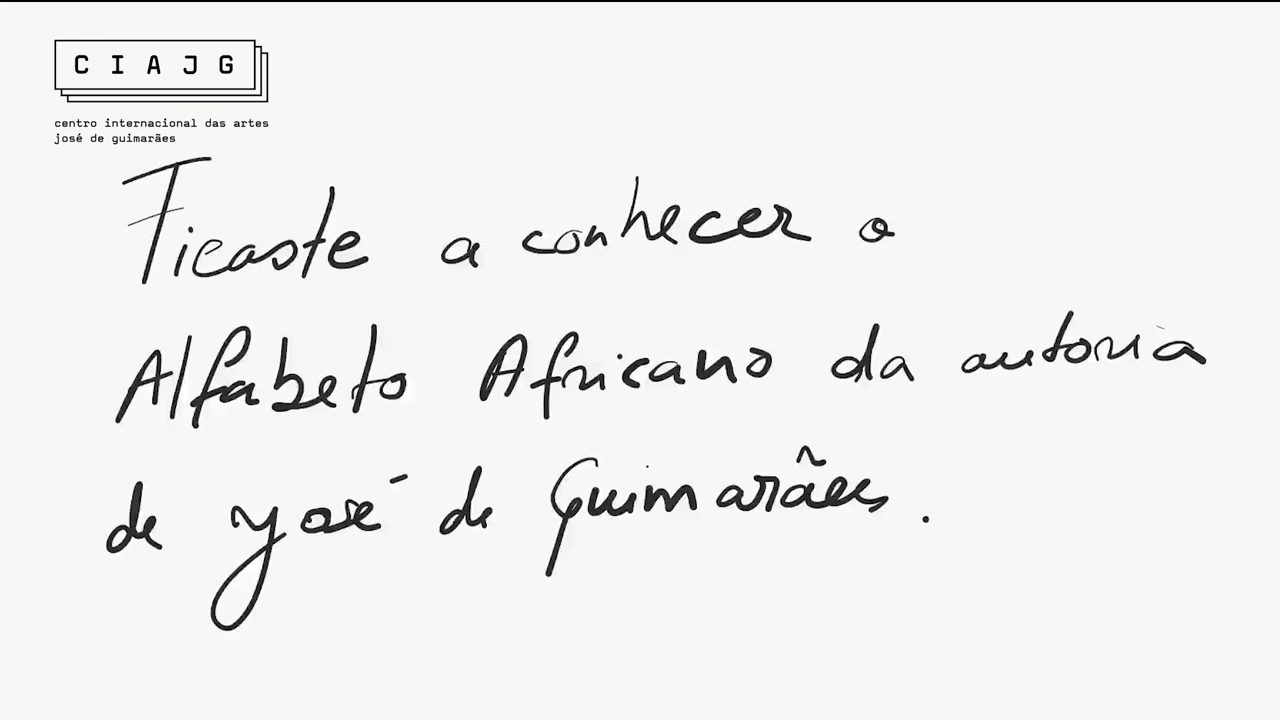 C I A J G
centro internacional das artes
josé de guimarães
Ficaste a conhecer o
Alfabeto Africano da autoria
de José de Guimarães.